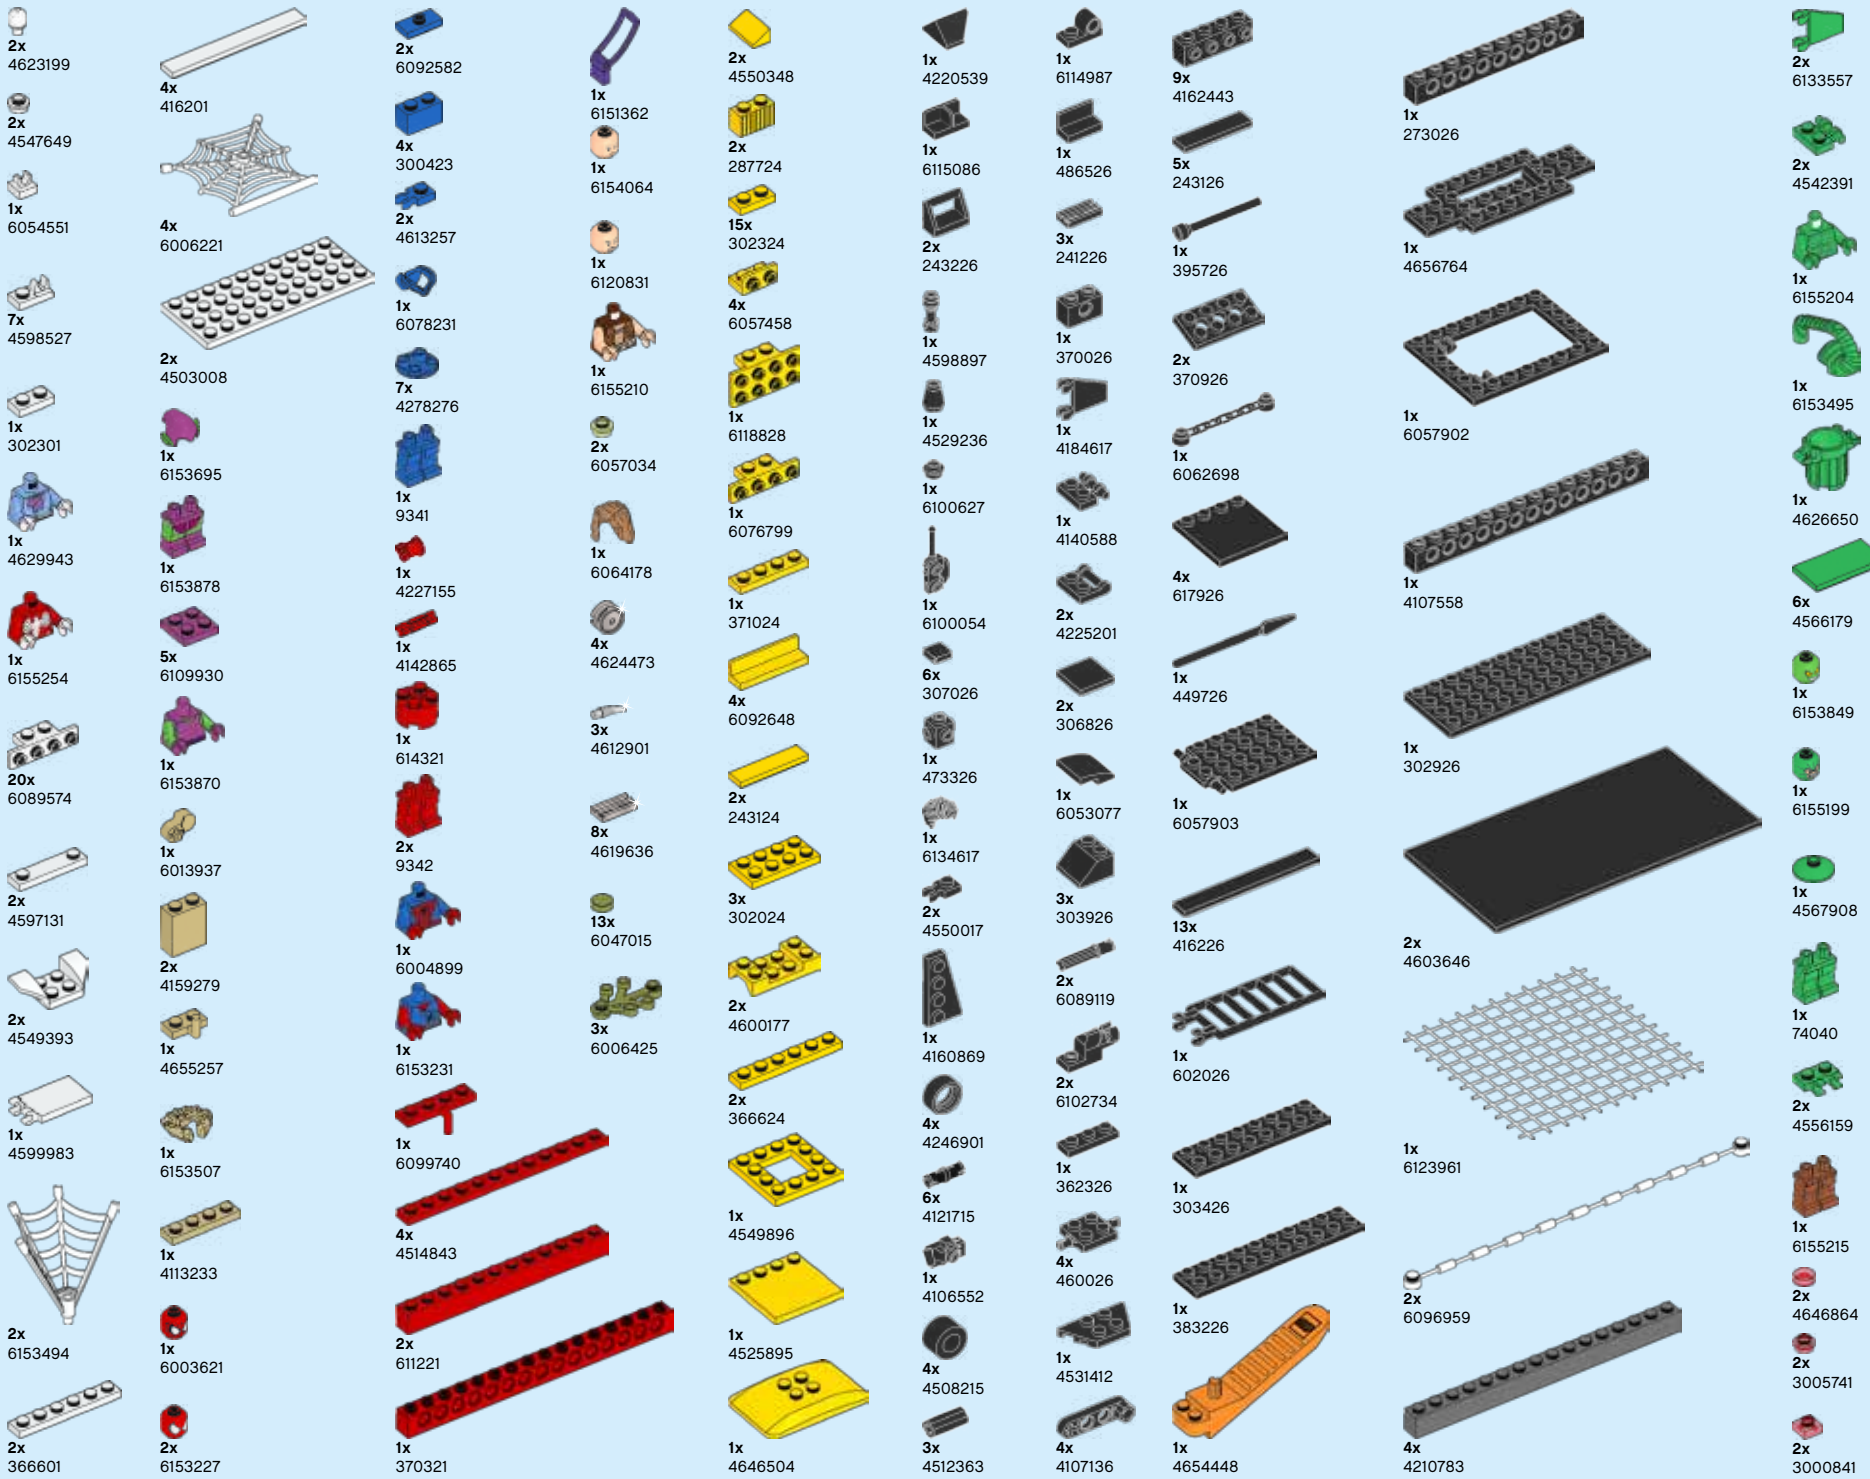 2x
4623199
2x
4547649
1x
6054551
7x
4598527
1x
302301
1x
4629943
1x
6155254
20x
6089574
2x
4597131
2x
4549393
1x
4599983
2x
6153494
2x
366601
4x
416201
4x
6006221
2x
4503008
1x
6153695
1x
6153878
5x
6109930
1x
6153870
1x
6013937
2x
4159279
1x
4655257
1x
6153507
1x
4113233
1x
6003621
2x
6153227
2x
6092582
4x
300423
2x
4613257
1x
6078231
7x
4278276
1x
9341
1x
4227155
1x
4142865
1x
614321
2x
9342
1x
6004899
1x
6153231
1x
6099740
4x
4514843
2x
611221
1x
370321
1x
6151362
1x
6154064
1x
6120831
1x
6155210
2x
6057034
1x
6064178
4x
4624473
3x
4612901
8x
4619636
13x
6047015
3x
6006425
2x
4550348
2x
287724
15x
302324
4x
6057458
1x
6118828
1x
6076799
1x
371024
4x
6092648
2x
243124
3x
302024
2x
4600177
2x
366624
1x
4549896
1x
4525895
1x
4646504
1x
4220539
1x
6115086
2x
243226
1x
4598897
1x
4529236
1x
6100627
1x
6100054
6x
307026
1x
473326
1x
6134617
2x
4550017
1x
4160869
4x
4246901
6x
4121715
1x
4106552
4x
4508215
3x
4512363
1x
6114987
1x
486526
3x
241226
1x
370026
1x
4184617
1x
4140588
2x
4225201
2x
306826
1x
6053077
3x
303926
2x
6089119
2x
6102734
1x
362326
4x
460026
1x
4531412
4x
4107136
9x
4162443
5x
243126
1x
395726
2x
370926
1x
6062698
4x
617926
1x
449726
1x
6057903
13x
416226
1x
602026
1x
303426
1x
383226
1x
4654448
1x
273026
1x
4656764
1x
6057902
1x
4107558
1x
302926
2x
4603646
1x
6123961
2x
6096959
4x
4210783
2x
6133557
2x
4542391
1x
6155204
1x
6153495
1x
4626650
6x
4566179
1x
6153849
1x
6155199
1x
4567908
1x
74040
2x
4556159
1x
6155215
2x
4646864
2x
3005741
2x
3000841